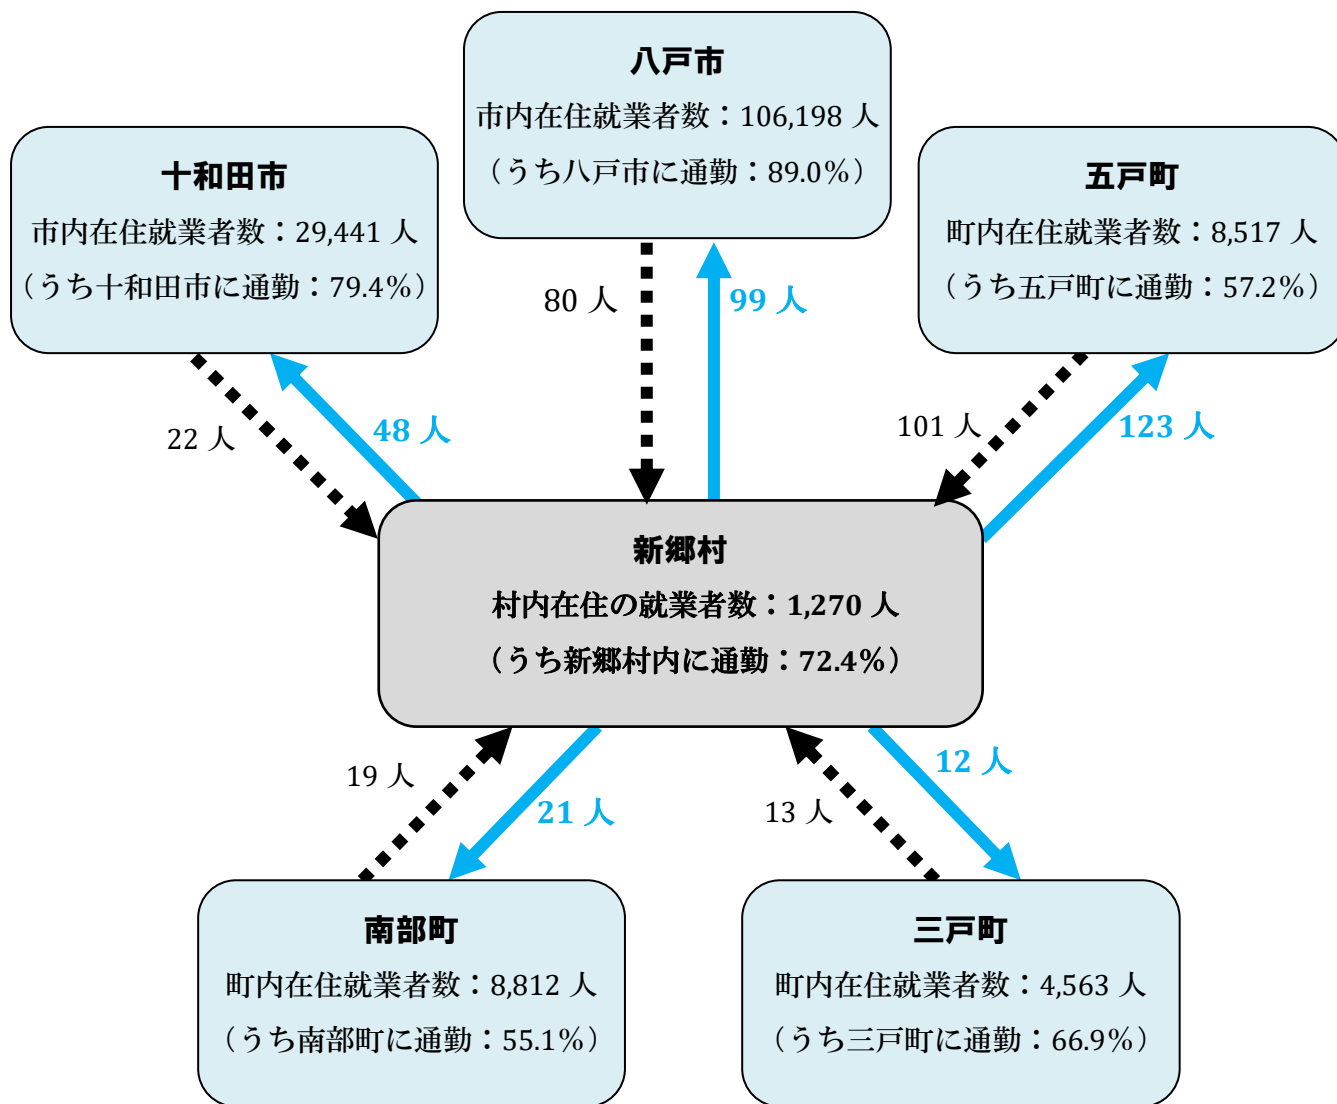 八戸市
市内在住就業者数：106,198 人
（うち八戸市に通勤：89.0％）
十和田市
市内在住就業者数：29,441 人
（うち十和田市に通勤：79.4％）
五戸町
町内在住就業者数：8,517 人
（うち五戸町に通勤：57.2％）
80 人
99 人
22 人
48 人
101 人
123 人
新郷村
村内在住の就業者数：1,270 人
（うち新郷村内に通勤：72.4％）
19 人
21 人
13 人
12 人
南部町
町内在住就業者数：8,812 人
（うち南部町に通勤：55.1％）
三戸町
町内在住就業者数：4,563 人
（うち三戸町に通勤：66.9％）